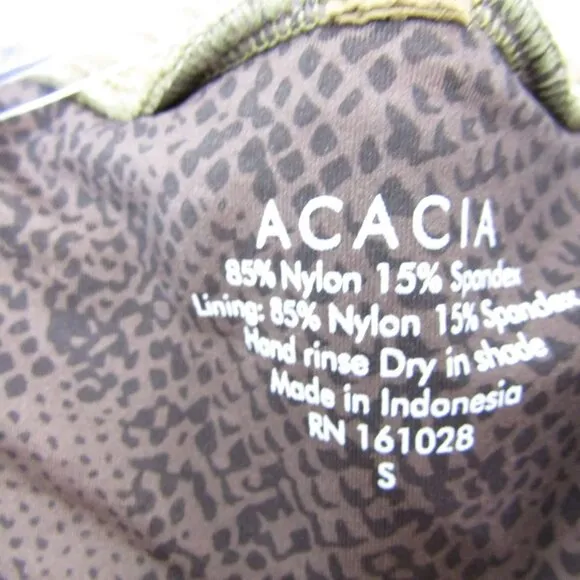 ACACIA
85% Nylon 15% Spandex
Lining: 85% Nylon 15% Spandex
Hand rinse Dry in shade
Made in Indonesia
RN 161028
S